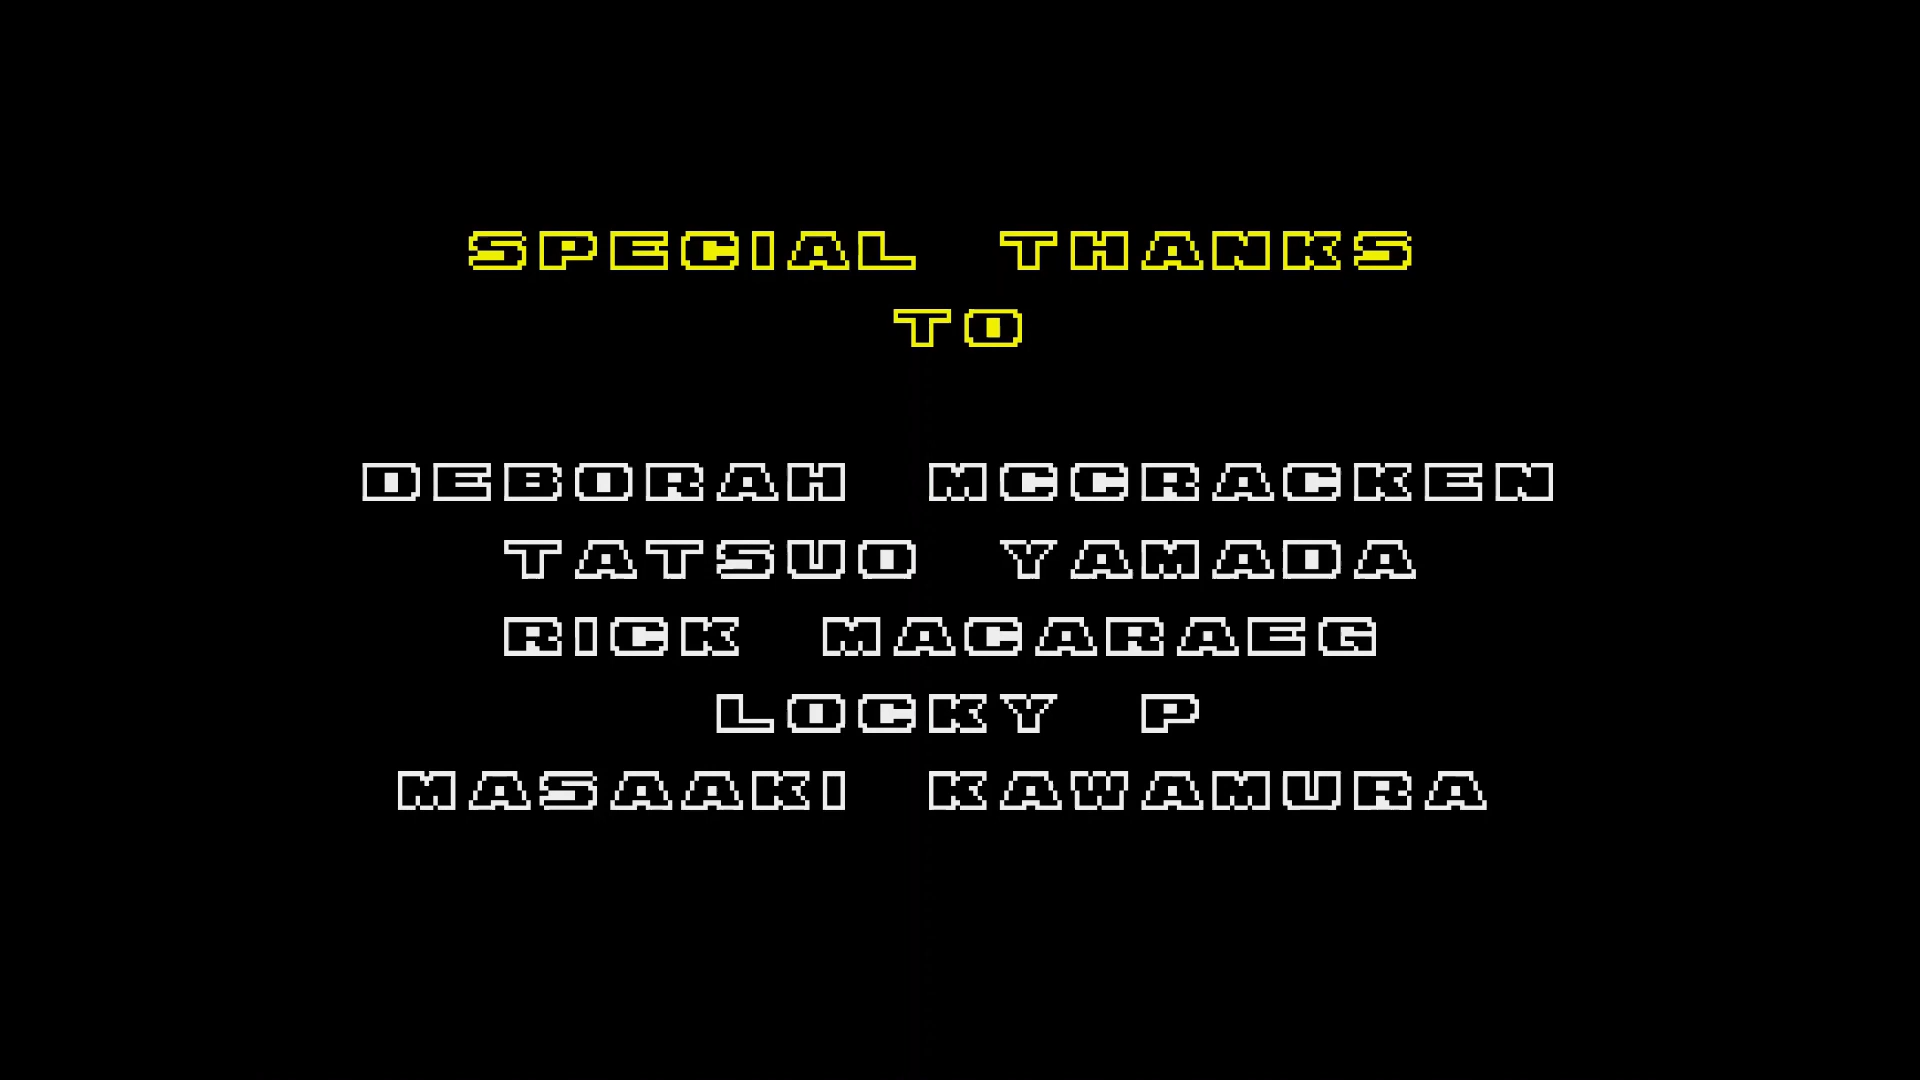 SPECIAL THANKS
TO
DEBORAH MCCRACKEN
TATSUO YAMADA
RICK MACARAEG
LOCKY P
MASAAKI KAWAMURA